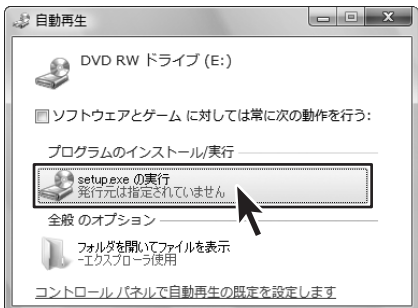 自動再生
DVD RW ドライブ (E:)
ソフトウェアとゲーム に対しては常に次の動作を行う:
プログラムのインストール/実行
setup.exe の実行
発行元は指定されていません
全般 のオプション
フォルダを開いてファイルを表示
-エクスプローラ使用
コントロール パネルで自動再生の既定を設定します